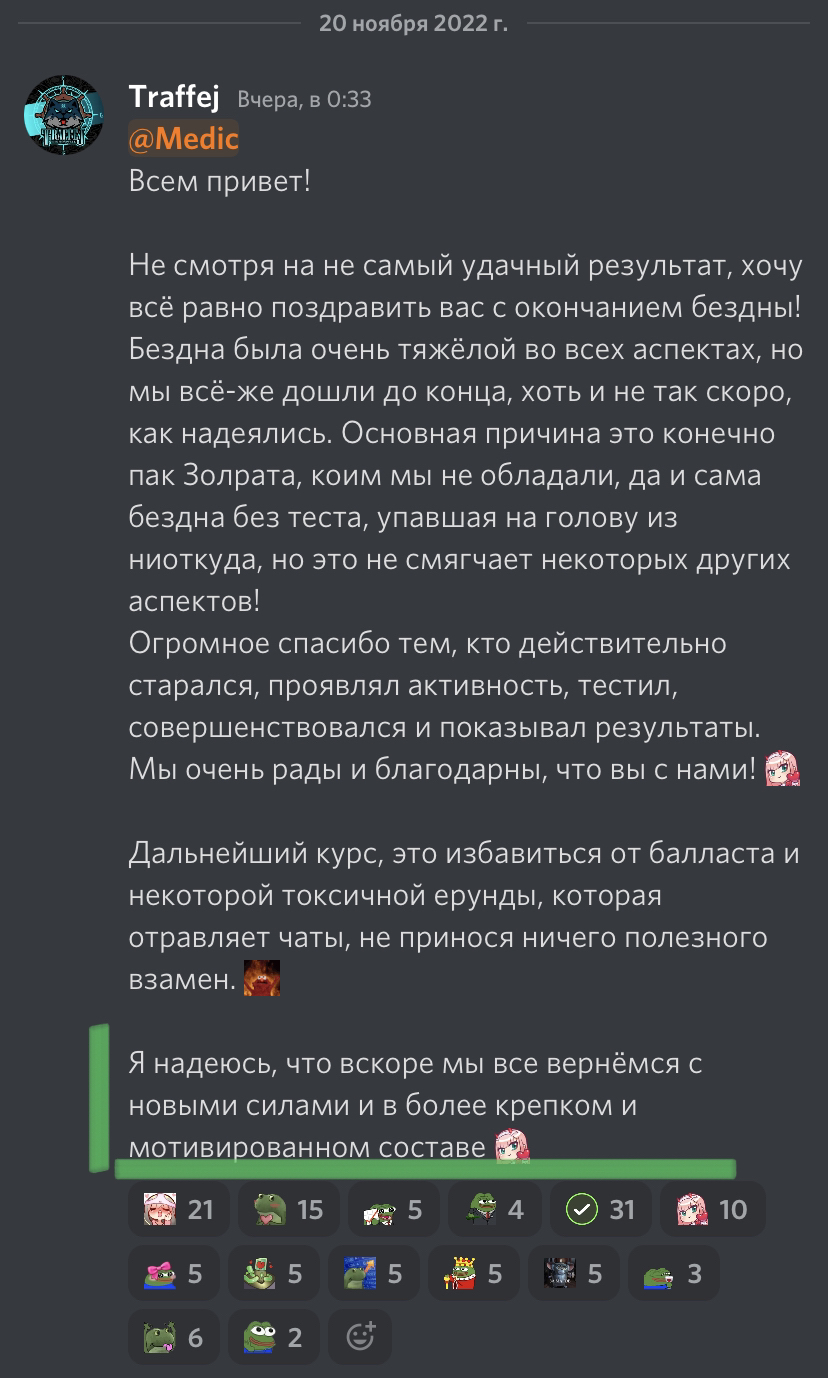 20 ноября 2022 г.
Traffej Вчера, в 0:33
@Medic
Всем привет!
Не смотря на не самый удачный результат, хочу
всё равно поздравить вас с окончанием бездны!
Бездна была очень тяжёлой во всех аспектах, но
мы всё-же дошли до конца, хоть и не так скоро,
как надеялись. Основная причина это конечно
пак Золрата, коим мы не обладали, да и сама
бездна без теста, упавшая на голову из
ниоткуда, но это не смягчает некоторых других
аспектов!
Огромное спасибо тем, кто действительно
старался, проявлял активность, тестил,
совершенствовался и показывал результаты.
Мы очень рады и благодарны, что вы с нами!
Дальнейший курс, это избавиться от балласта и
некоторой токсичной ерунды, которая
отравляет чаты, не принося ничего полезного
взамен.
Я надеюсь, что вскоре мы все вернёмся с
новыми силами и в более крепком и
мотивированном составе
21 15 5 4 31 10
5 5 5 5 5 3
6 2